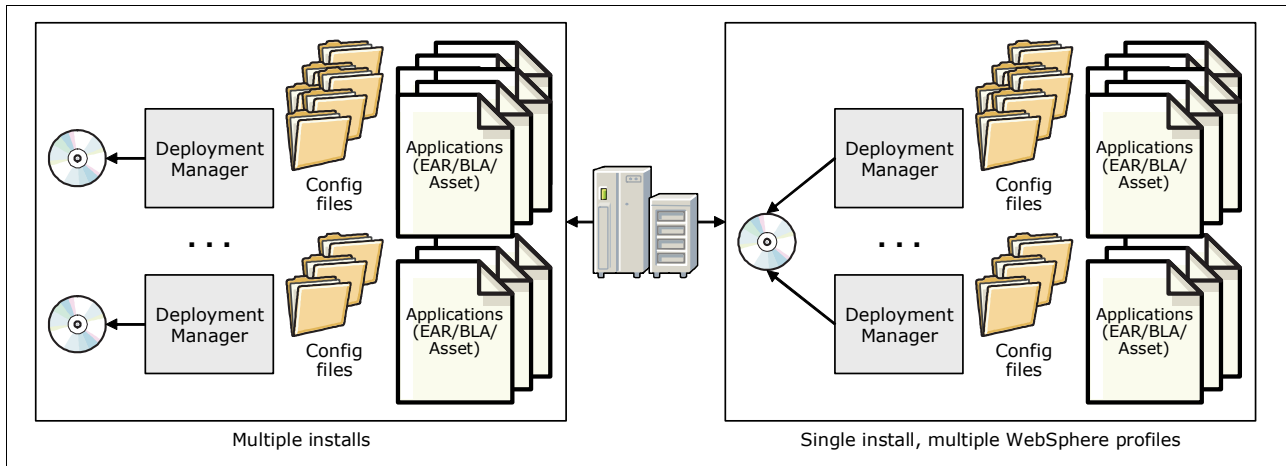 Deployment
Manager
Config
files
Applications
(EAR/BLA/
Asset)
. . .
Deployment
Manager
Config
files
Applications
(EAR/BLA/
Asset)
Multiple installs
Deployment
Manager
Config
files
Applications
(EAR/BLA/
Asset)
. . .
Deployment
Manager
Config
files
Applications
(EAR/BLA/
Asset)
Single install, multiple WebSphere profiles